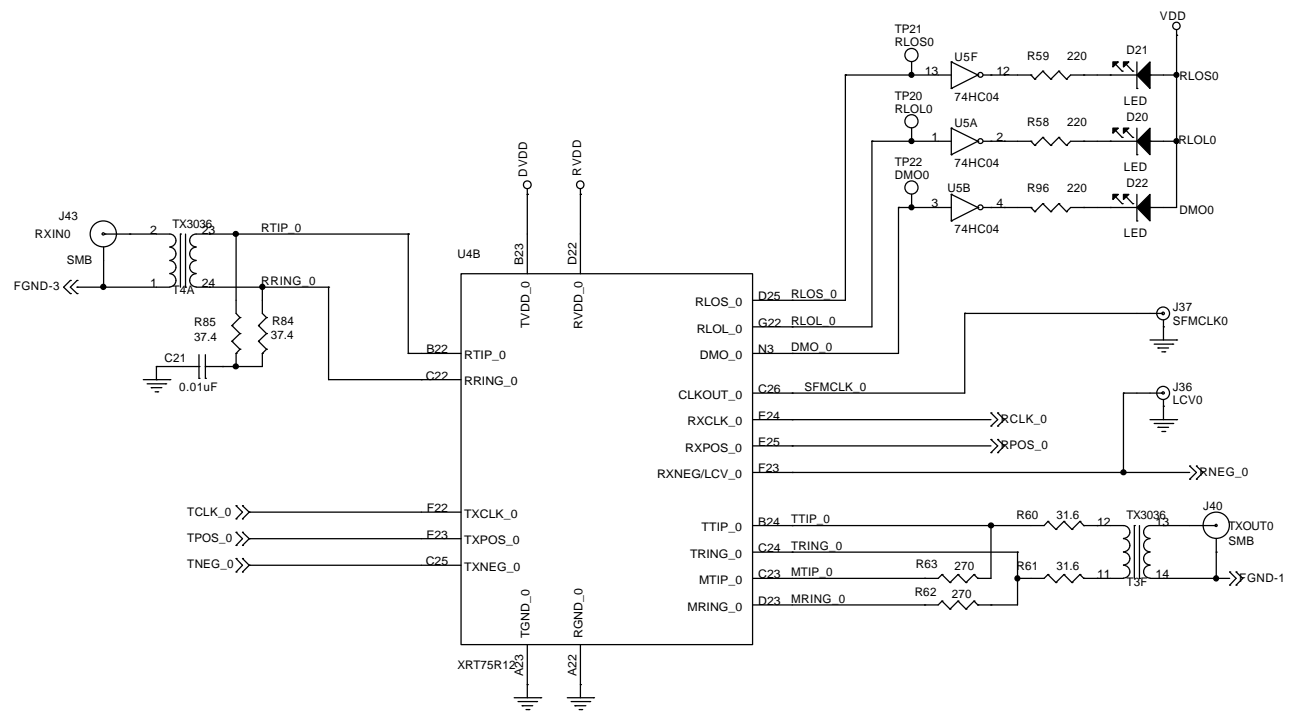 VDD
TP21
RLOS0
13
U5F
12
74HC04
R59 220
D21
LED
RLOS0
TP20
RLOL0
1
U5A
2
74HC04
R58 220
D20
LED
RLOL0
TP22
DMO0
3
U5B
4
74HC04
R96 220
D22
LED
DMO0
DVDD
RVDD
J43
RXIN0
SMB
FGND-3
2
1
TX3036
T4A
23
24
RTIP_0
RRING_0
R85
37.4
R84
37.4
C21
0.01uF
U4B
B23
D22
TVDD_0
RVDD_0
B22 RTIP_0
C22 RRING_0
TCLK_0 TXCLK_0
TPOS_0 TXPOS_0
TNEG_0 C25 TXNEG_0
E22
E23
TGND_0
RGND_0
XRT75R12
A23
A22
RLOS_0 D25 RLOS_0
RLOL_0 G22 RLOL_0
DMO_0 N3 DMO_0
CLKOUT_0 C26 SFMCLK_0
J37
SFMCLK0
RXCLK_0 RCLK_0
RXPOS_0 E25 RPOS_0
J36
LCV0
RXNEG/LCV_0 RNEG_0
TTIP_0 B24 TTIP_0
TRING_0 C24 TRING_0
MTIP_0 C23 MTIP_0
MRING_0 D23 MRING_0
R63 270
R62 270
R60 31.6
R61 31.6
12
11
TX3036
T3F
13
14
J40
TXOUT0
SMB
FGND-1